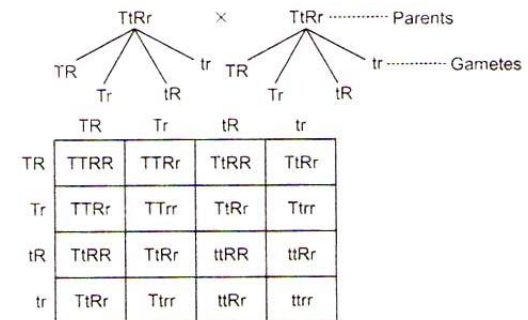 TtRr × TtRr ------------ Parents
TR Tr tR tr TR Tr tR tr ------------ Gametes
TR Tr tR tr
TR TTRR TTRr TtRR TtRr
Tr TTRr TTrr TtRr Ttrr
tR TtRR TtRr ttRR ttRr
tr TtRr Ttrr ttRr ttrr